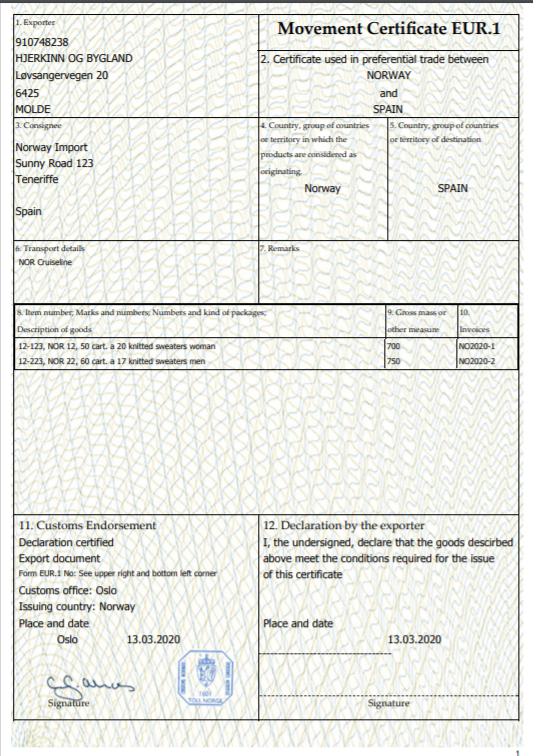 1. Exporter
910748238
HJERKINN OG BYGLAND
Løvsangervegen 20
6425
MOLDE
Movement Certificate EUR.1
2. Certificate used in preferential trade between
NORWAY
and
SPAIN
3. Consignee
Norway Import
Sunny Road 123
Teneriffe
Spain
4. Country, group of countries
or territory in which the
products are considered as
originating.
Norway
5. Country, group of countries
or territory of destination
SPAIN
6. Transport details
NOR Cruiseline
7. Remarks
8. Item number; Marks and numbers; Numbers and kind of packages;
Description of goods
9. Gross mass or
other measure
10.
Invoices
12-123, NOR 12, 50 cart. a 20 knitted sweaters woman 700 NO2020-1
12-223, NOR 22, 60 cart. a 17 knitted sweaters men 750 NO2020-2
11. Customs Endorsement
Declaration certified
Export document
Form EUR.1 No: See upper right and bottom left corner
Customs office: Oslo
Issuing country: Norway
Place and date
Oslo 13.03.2020
Signature
TOLL NORGE
12. Declaration by the exporter
I, the undersigned, declare that the goods descirbed
above meet the conditions required for the issue
of this certificate
Place and date
13.03.2020
Signature
1